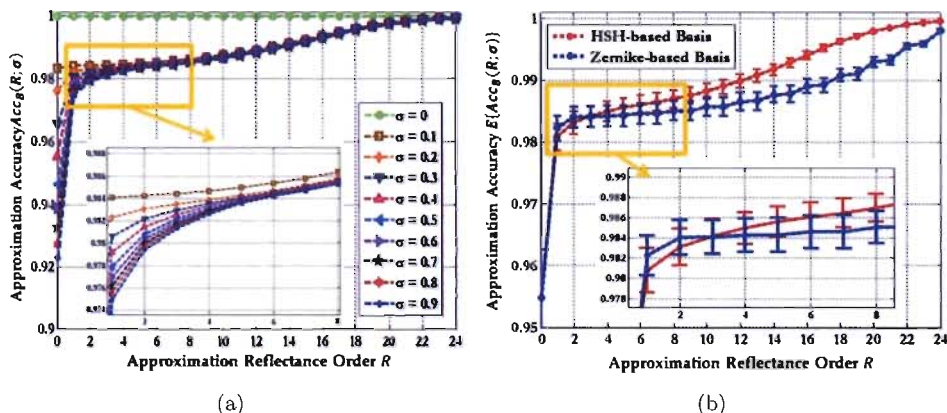 Approximation Accuracy Acc_B(R; σ)
1
0.98
0.96
0.94
0.92
0.9
0 2 4 6 8 10 12 14 16 18 20 22 24
Approximation Reflectance Order R
σ = 0
σ = 0.1
σ = 0.2
σ = 0.3
σ = 0.4
σ = 0.5
σ = 0.6
σ = 0.7
σ = 0.8
σ = 0.9
(a)
Approximation Accuracy E{Acc_B(R; σ)}
1
0.99
0.98
0.97
0.96
0.95
0 2 4 6 8 10 12 14 16 18 20 22 24
Approximation Reflectance Order R
HSH-based Basis
Zernike-based Basis
0.99
0.988
0.986
0.984
0.982
0.98
0.978
2 4 6 8
(b)